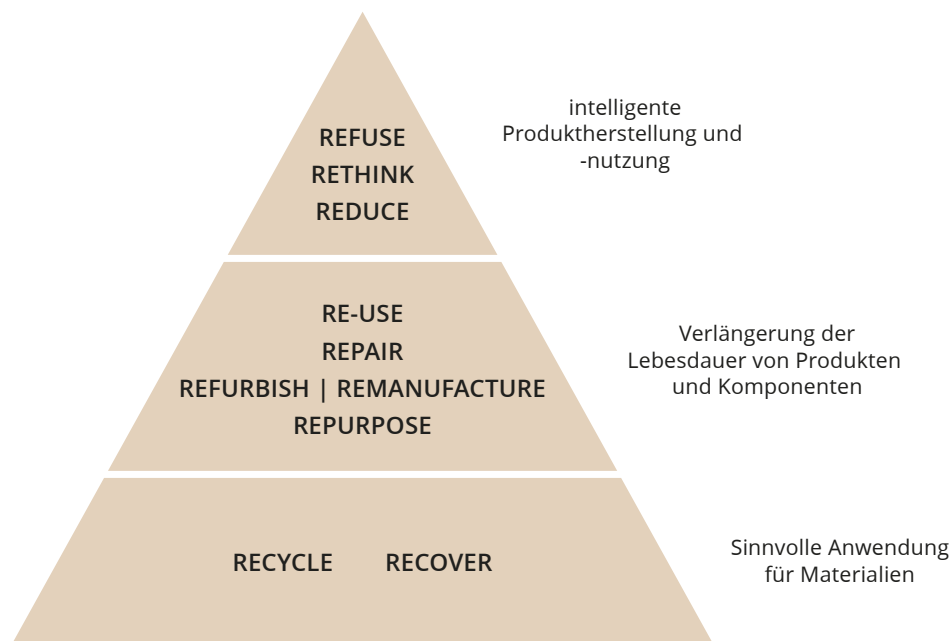 REFUSE
RETHINK
REDUCE
intelligente
Produktherstellung und
-nutzung
RE-USE
REPAIR
REFURBISH | REMANUFACTURE
REPURPOSE
Verlängerung der
Lebesdauer von Produkten
und Komponenten
RECYCLE RECOVER
Sinnvolle Anwendung
für Materialien